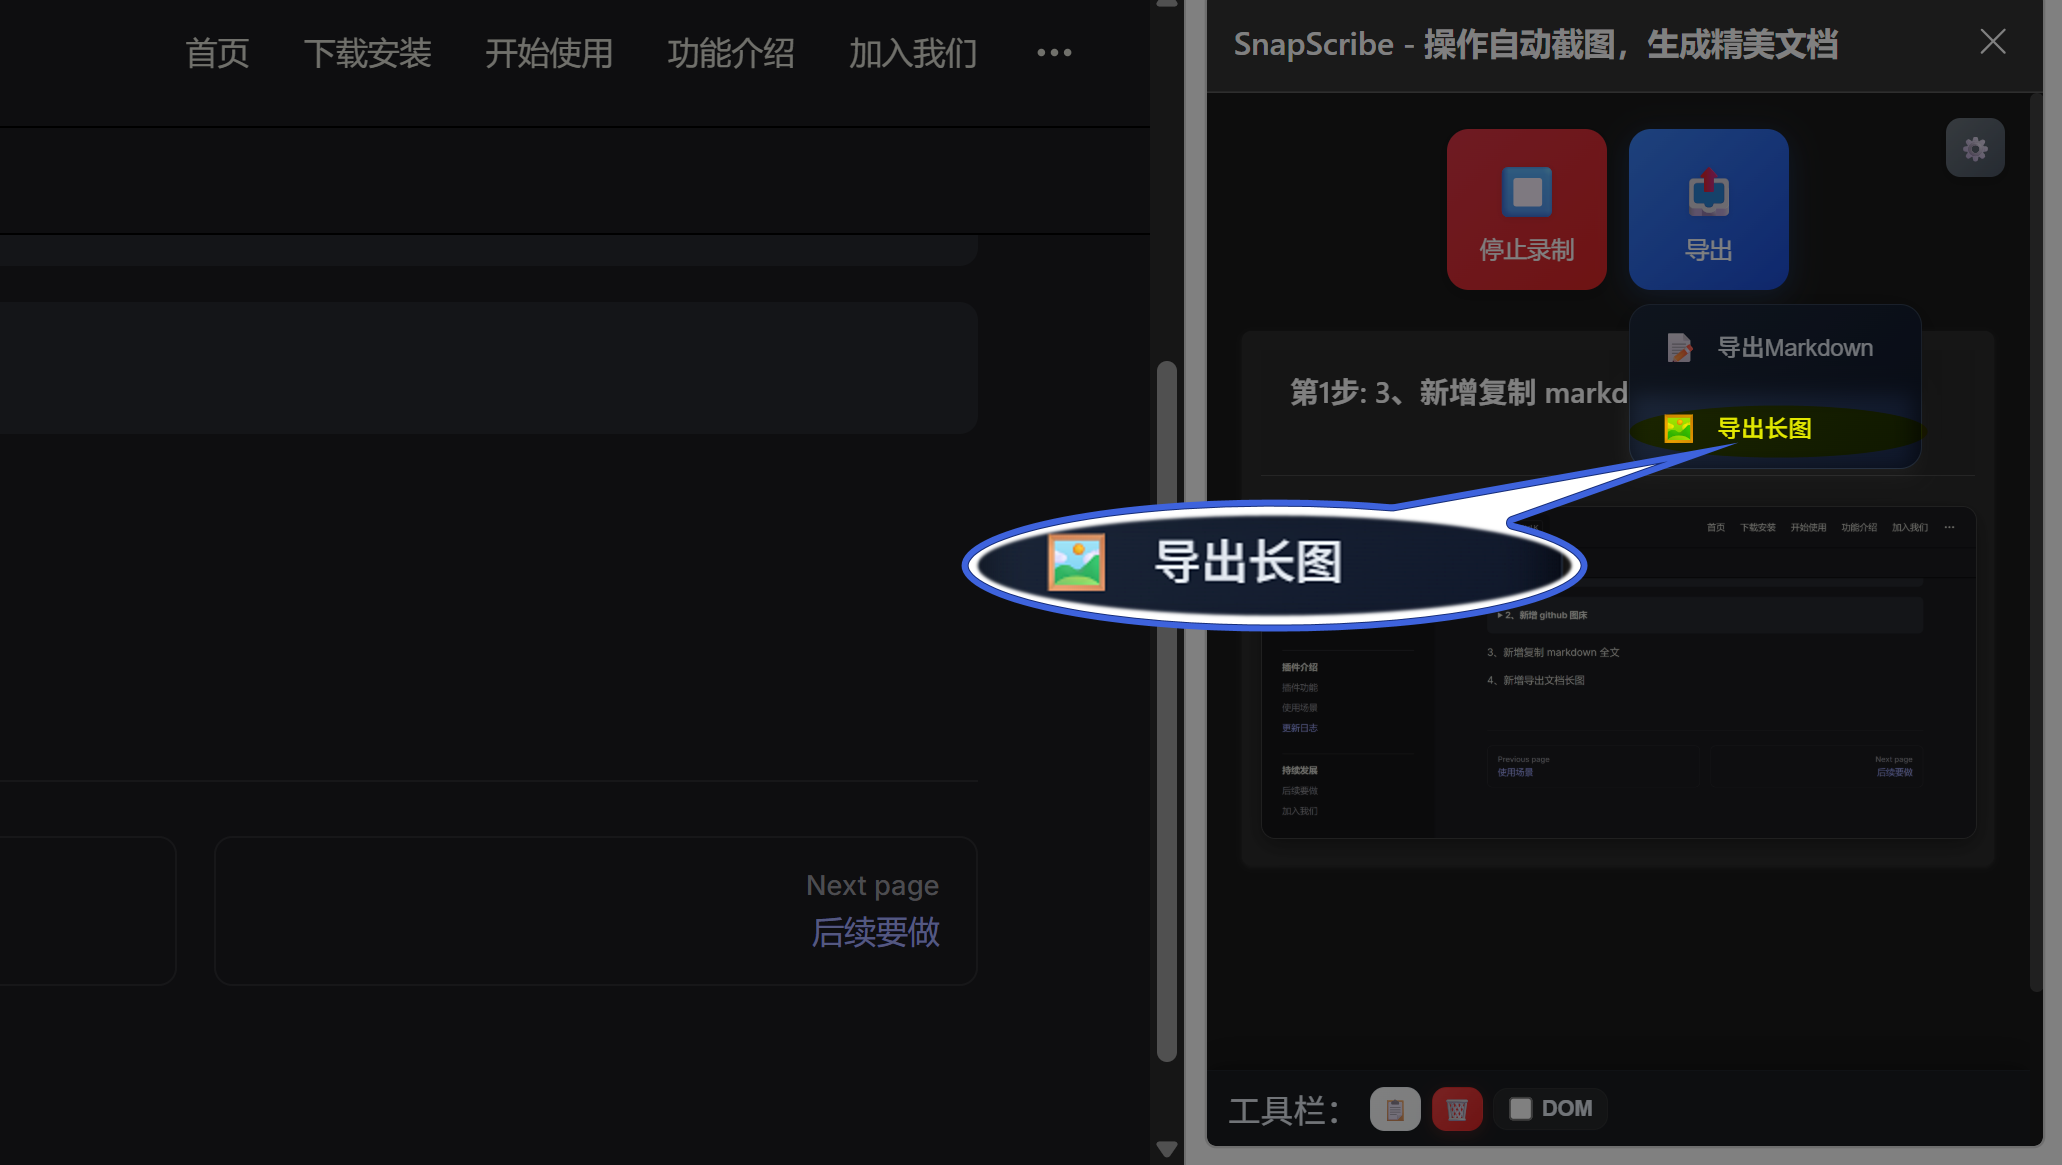 首页 下载安装 开始使用 功能介绍 加入我们 ···
Next page
后续要做
SnapScribe - 操作自动截图，生成精美文档
停止录制
导出
导出Markdown
导出长图
第1步: 3、新增复制 markd
导出长图
首页 下载安装 开始使用 功能介绍 加入我们 ···
2、新增 github 图床
3、新增复制 markdown 全文
4、新增导出文档长图
插件介绍
插件功能
使用场景
更新日志
持续发展
后续要做
加入我们
Previous page
使用场景
Next page
后续要做
工具栏：
DOM